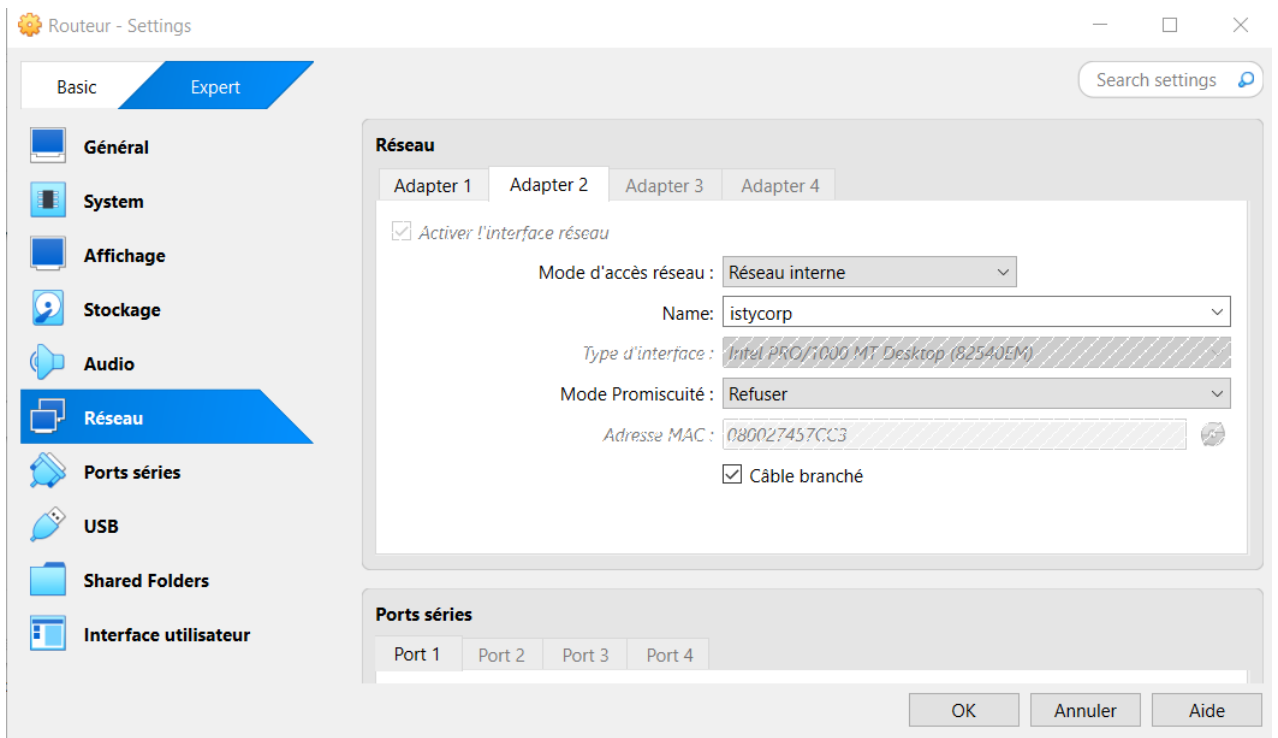 Routeur - Settings
Basic
Expert
Search settings
Général
System
Affichage
Stockage
Audio
Réseau
Ports séries
USB
Shared Folders
Interface utilisateur
Réseau
Adapter 1 Adapter 2 Adapter 3 Adapter 4
Activer l'interface réseau
Mode d'accès réseau : Réseau interne
Name: istycorp
Type d'interface : Intel PRO/1000 MT Desktop (82540EM)
Mode Promiscuité : Refuser
Adresse MAC : 080027457CC3
Câble branché
Ports séries
Port 1 Port 2 Port 3 Port 4
OK Annuler Aide